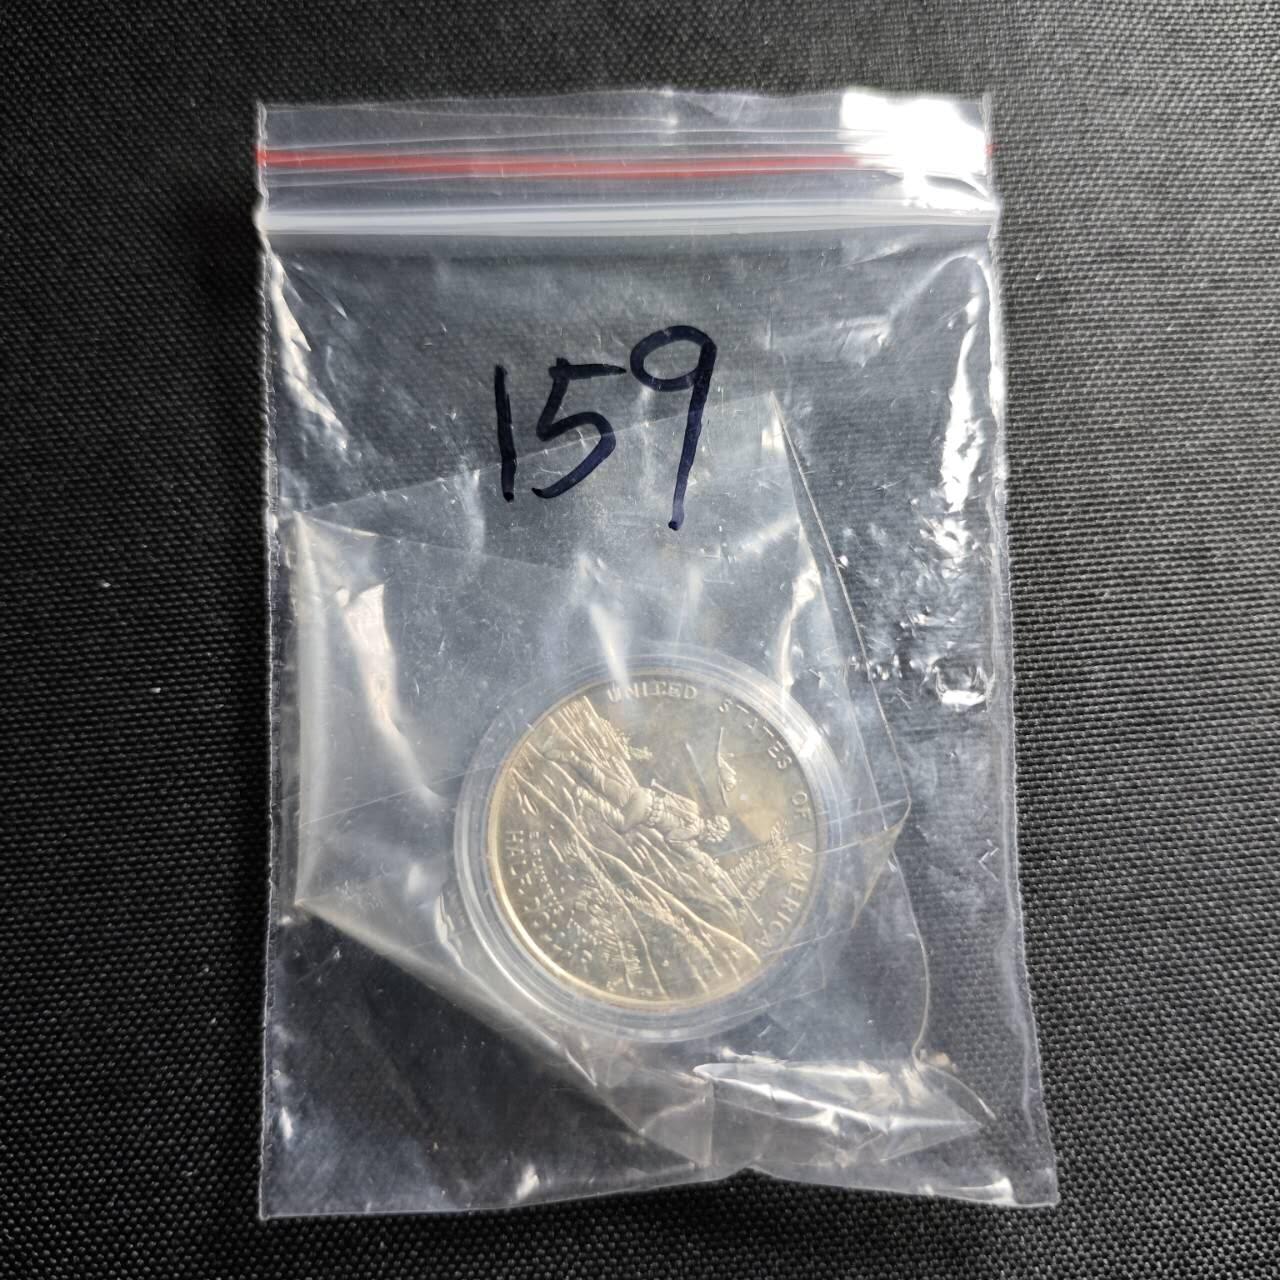 159
UNITED STATES OF AMERICA
HALF DOLLAR